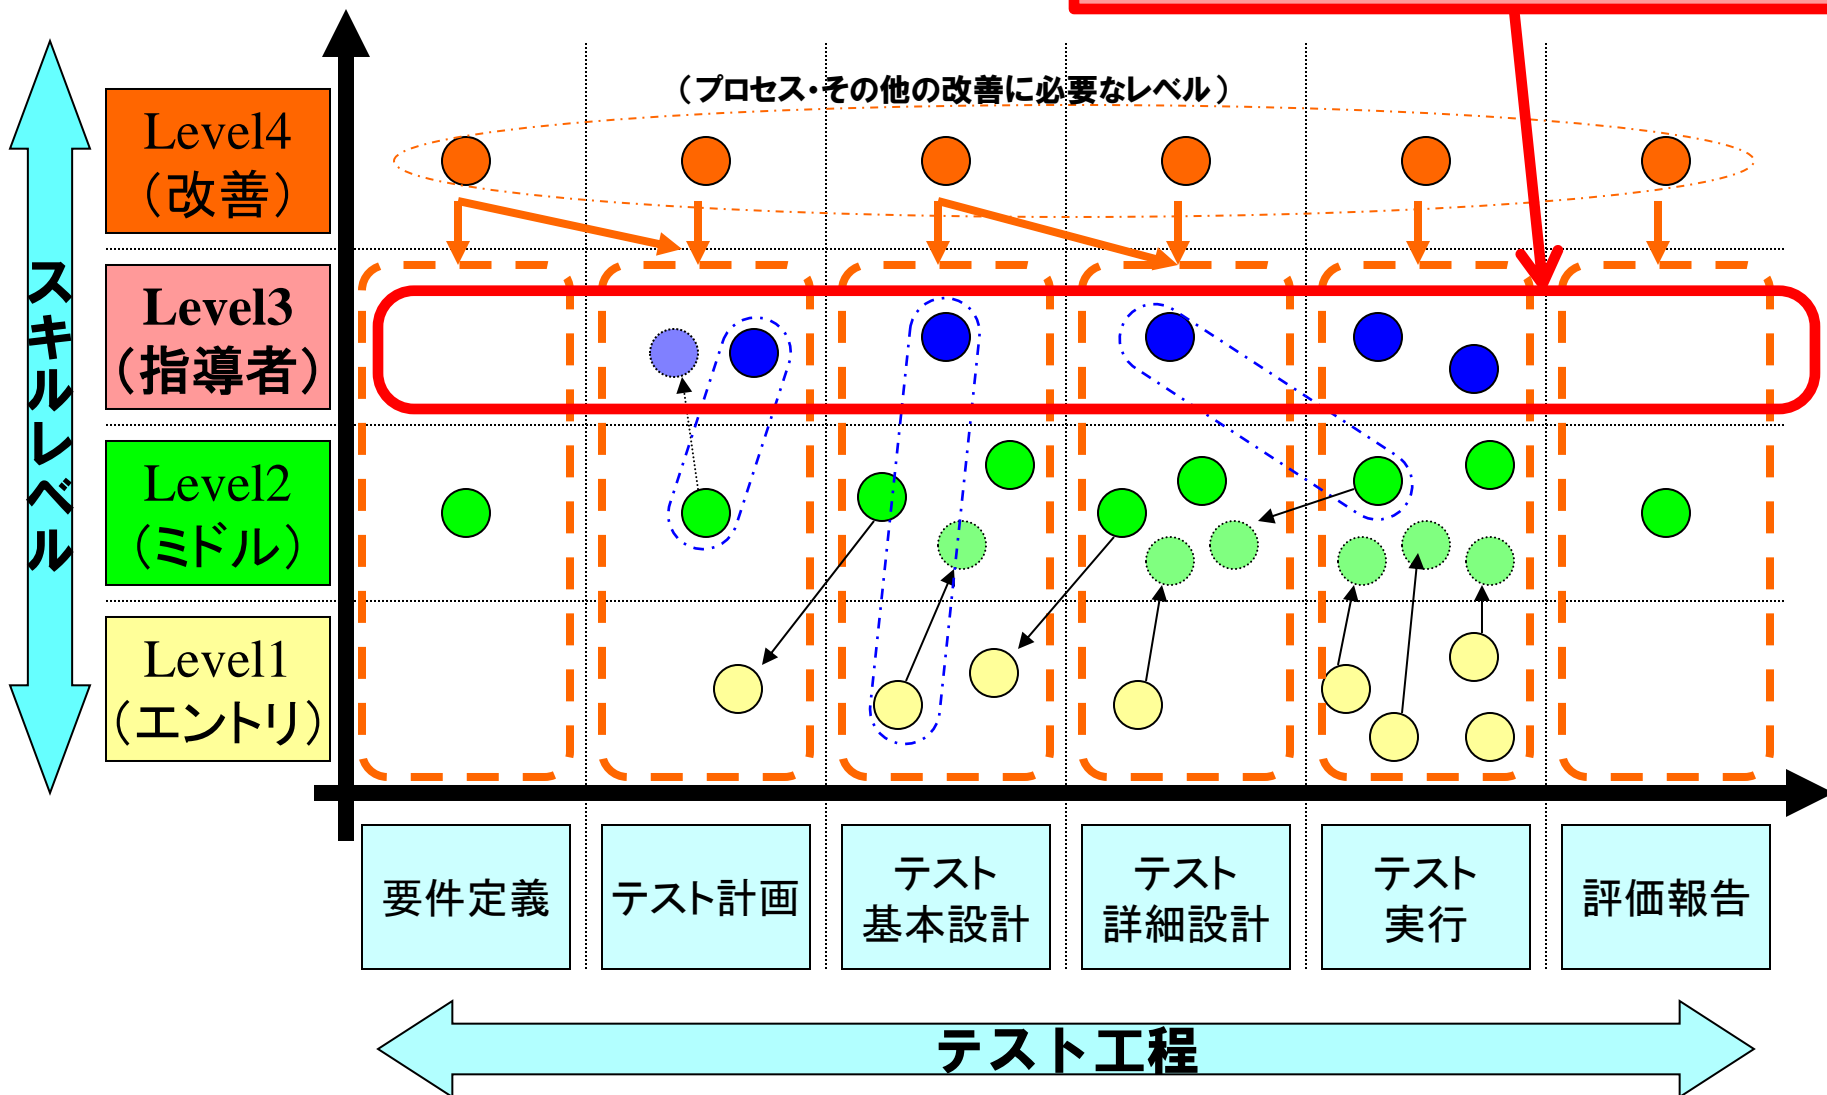 （プロセス・その他の改善に必要なレベル）
Level4
（改善）
Level3
（指導者）
Level2
（ミドル）
Level1
（エントリ）
スキルレベル
要件定義
テスト計画
テスト
基本設計
テスト
詳細設計
テスト
実行
評価報告
テスト工程